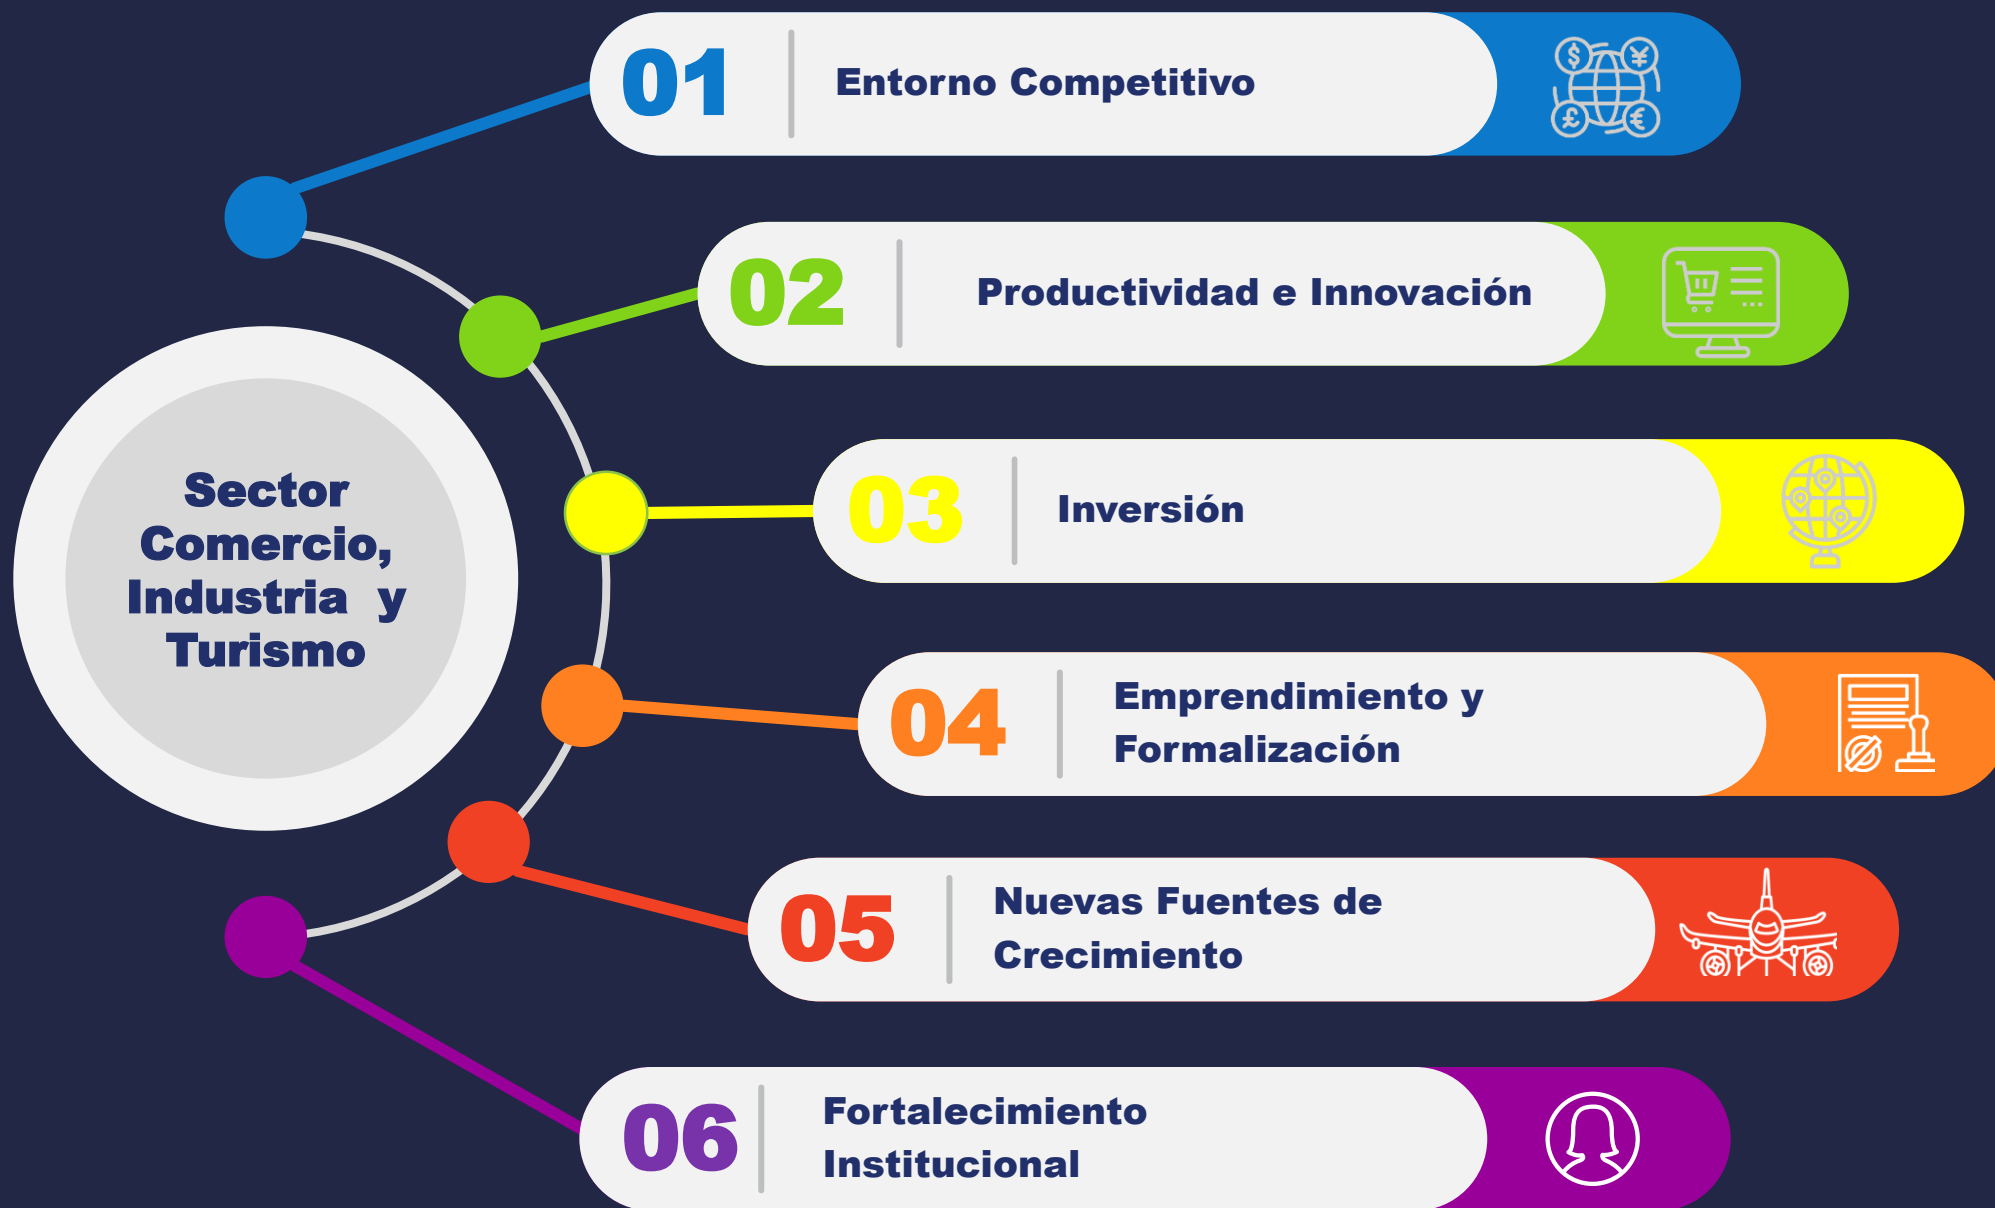 01
Entorno Competitivo
02
Productividad e Innovación
03
Inversión
Sector
Comercio,
Industria y
Turismo
04
Emprendimiento y
Formalización
05
Nuevas Fuentes de
Crecimiento
06
Fortalecimiento
Institucional